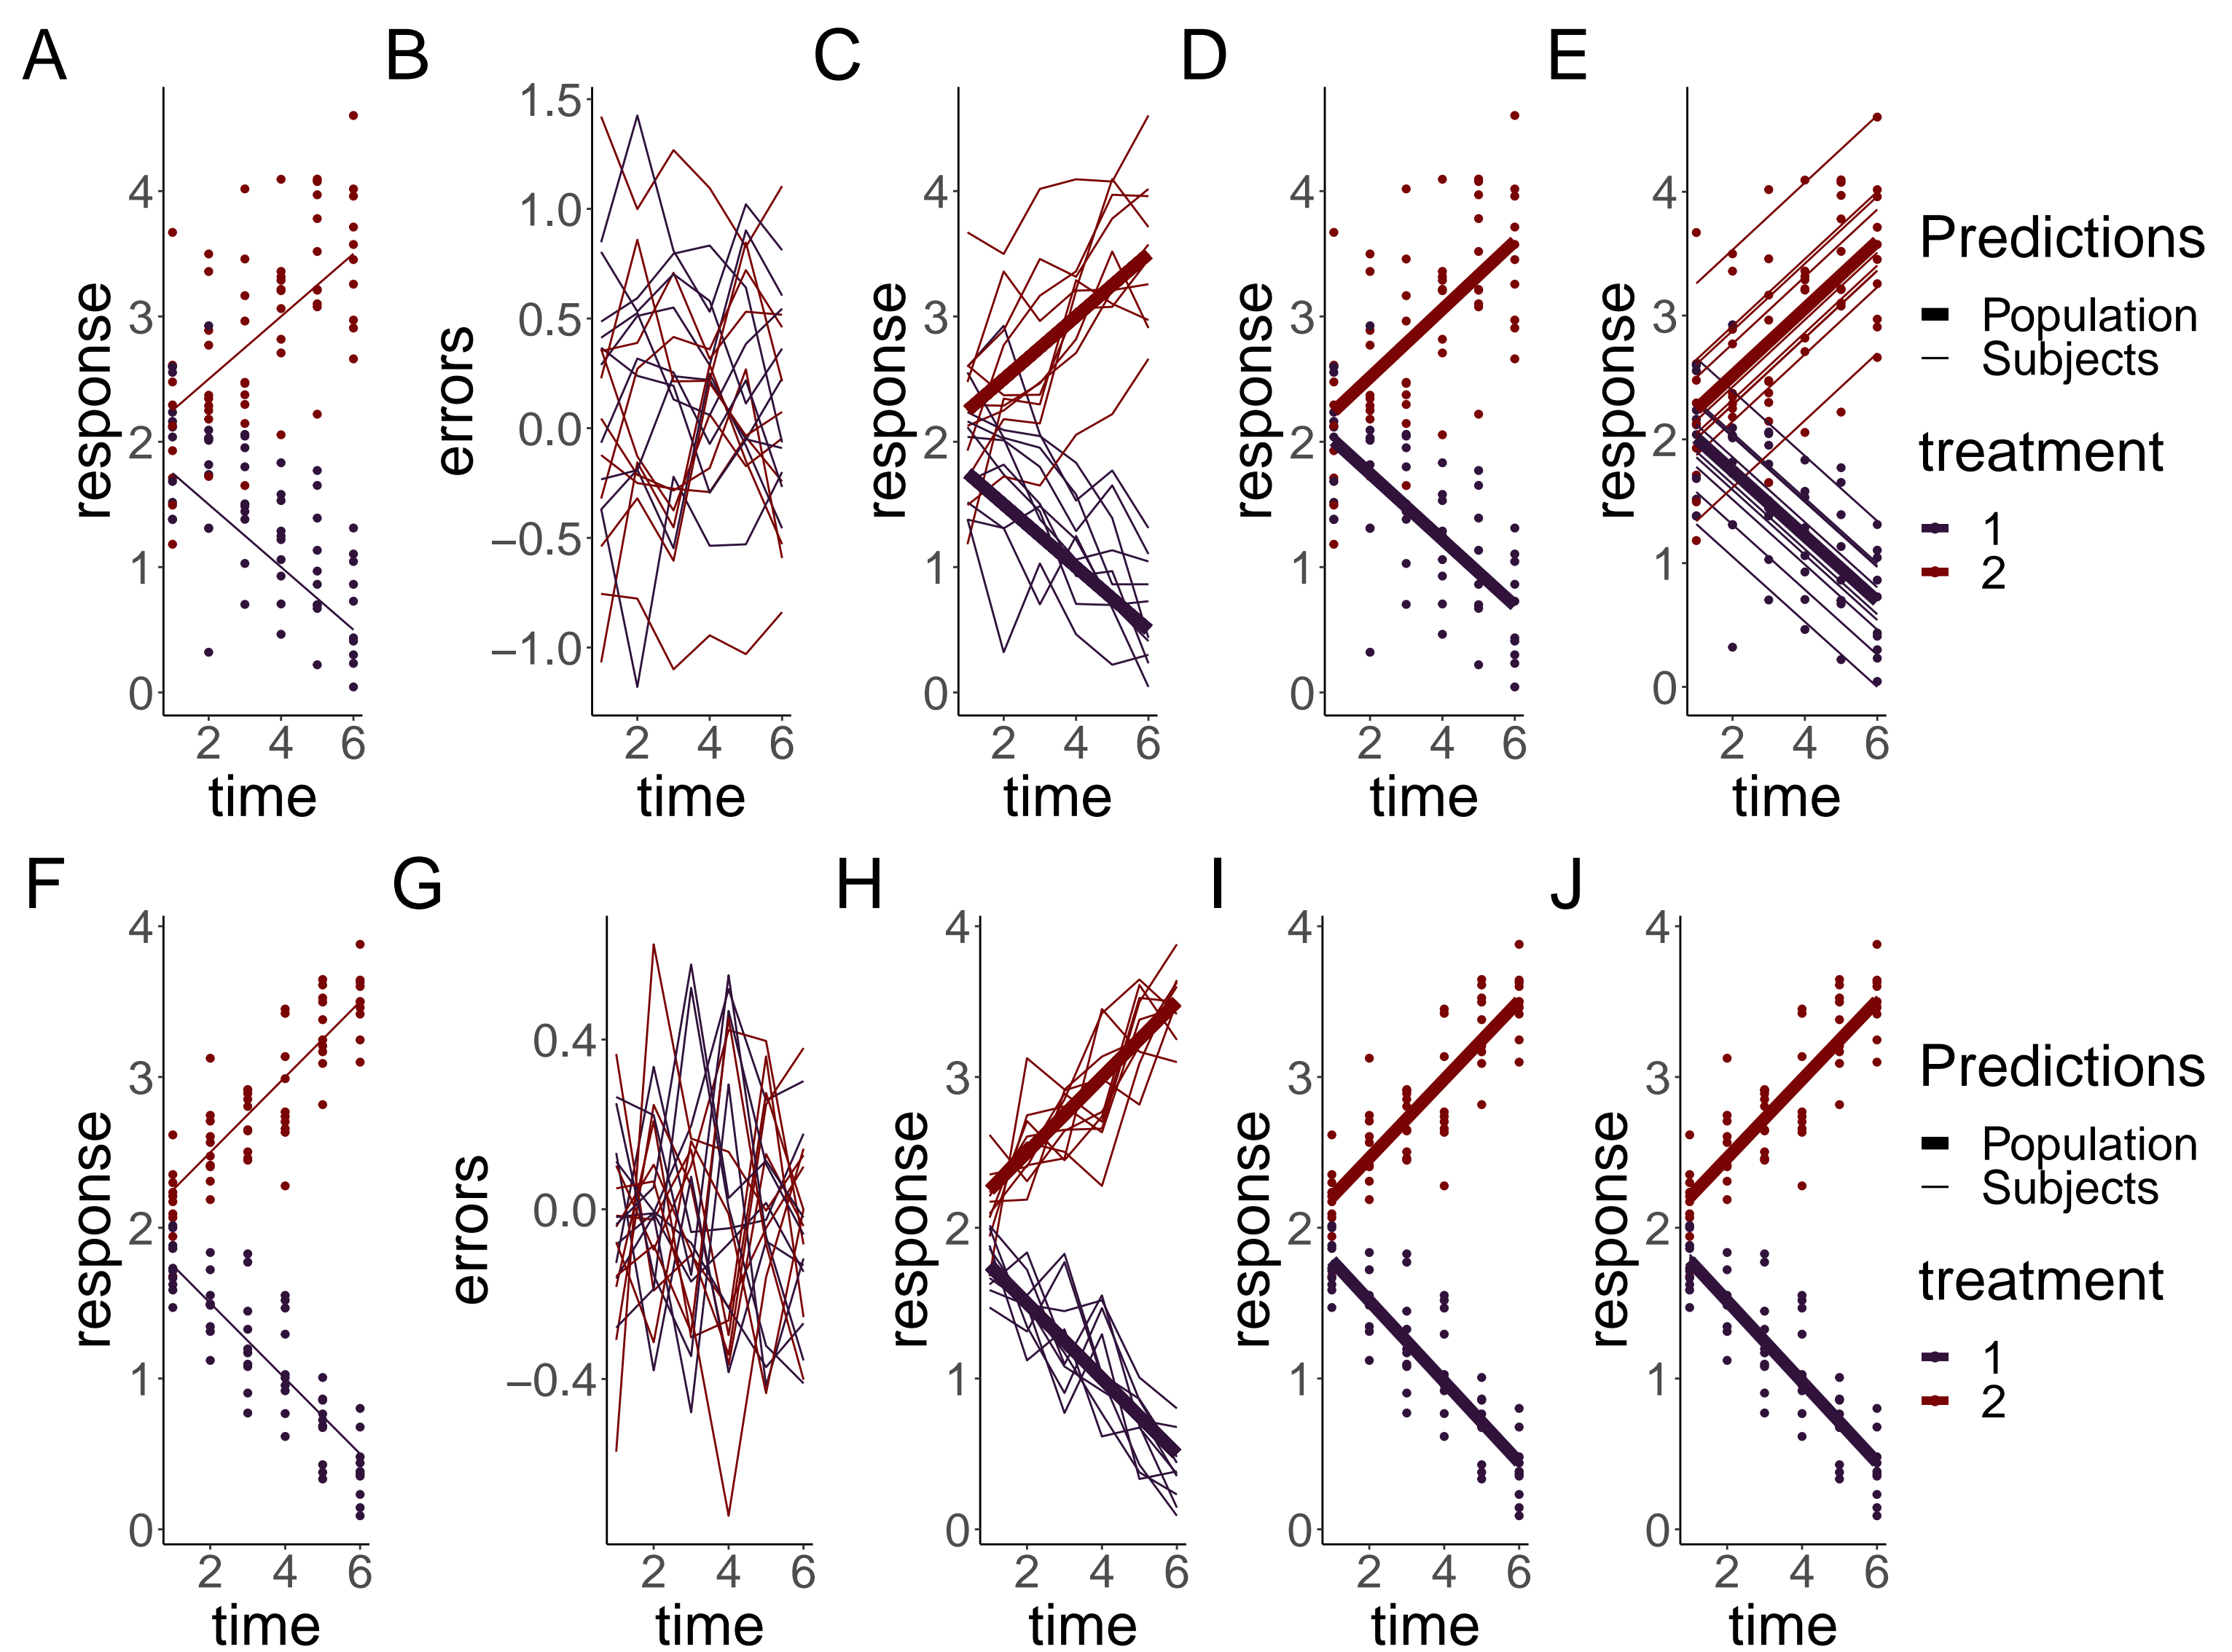 A
B
C
D
E
response
4
3
2
1
0
2 4 6
time
errors
1.5
1.0
0.5
0.0
−0.5
−1.0
2 4 6
time
response
4
3
2
1
0
2 4 6
time
response
4
3
2
1
0
2 4 6
time
response
4
3
2
1
0
2 4 6
time
Predictions
Population
Subjects
treatment
1
2
F
G
H
I
J
response
4
3
2
1
0
2 4 6
time
errors
0.4
0.0
−0.4
2 4 6
time
response
4
3
2
1
0
2 4 6
time
response
4
3
2
1
0
2 4 6
time
response
4
3
2
1
0
2 4 6
time
Predictions
Population
Subjects
treatment
1
2